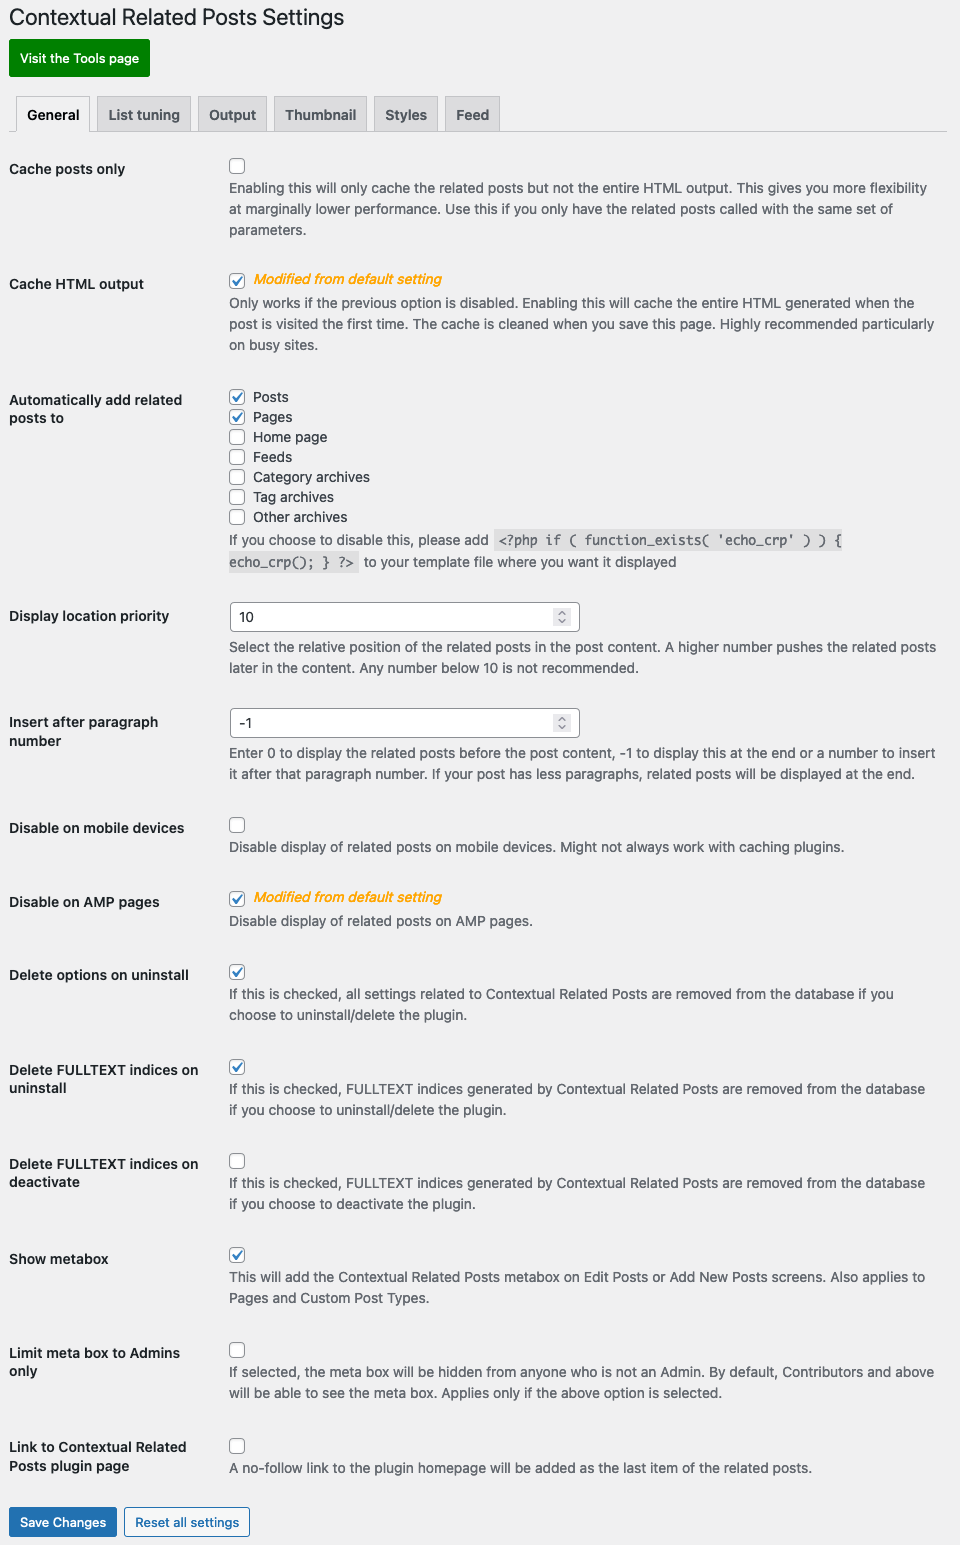 Contextual Related Posts Settings
Visit the Tools page
General
List tuning
Output
Thumbnail
Styles
Feed
Cache posts only
Enabling this will only cache the related posts but not the entire HTML output. This gives you more flexibility
at marginally lower performance. Use this if you only have the related posts called with the same set of
parameters.
Cache HTML output
Modified from default setting
Only works if the previous option is disabled. Enabling this will cache the entire HTML generated when the
post is visited the first time. The cache is cleaned when you save this page. Highly recommended particularly
on busy sites.
Automatically add related
posts to
Posts
Pages
Home page
Feeds
Category archives
Tag archives
Other archives
If you choose to disable this, please add <?php if ( function_exists( 'echo_crp' ) ) {
echo_crp(); } ?> to your template file where you want it displayed
Display location priority
10
Select the relative position of the related posts in the post content. A higher number pushes the related posts
later in the content. Any number below 10 is not recommended.
Insert after paragraph
number
-1
Enter 0 to display the related posts before the post content, -1 to display this at the end or a number to insert
it after that paragraph number. If your post has less paragraphs, related posts will be displayed at the end.
Disable on mobile devices
Disable display of related posts on mobile devices. Might not always work with caching plugins.
Disable on AMP pages
Modified from default setting
Disable display of related posts on AMP pages.
Delete options on uninstall
If this is checked, all settings related to Contextual Related Posts are removed from the database if you
choose to uninstall/delete the plugin.
Delete FULLTEXT indices on
uninstall
If this is checked, FULLTEXT indices generated by Contextual Related Posts are removed from the database
if you choose to uninstall/delete the plugin.
Delete FULLTEXT indices on
deactivate
If this is checked, FULLTEXT indices generated by Contextual Related Posts are removed from the database
if you choose to deactivate the plugin.
Show metabox
This will add the Contextual Related Posts metabox on Edit Posts or Add New Posts screens. Also applies to
Pages and Custom Post Types.
Limit meta box to Admins
only
If selected, the meta box will be hidden from anyone who is not an Admin. By default, Contributors and above
will be able to see the meta box. Applies only if the above option is selected.
Link to Contextual Related
Posts plugin page
A no-follow link to the plugin homepage will be added as the last item of the related posts.
Save Changes
Reset all settings